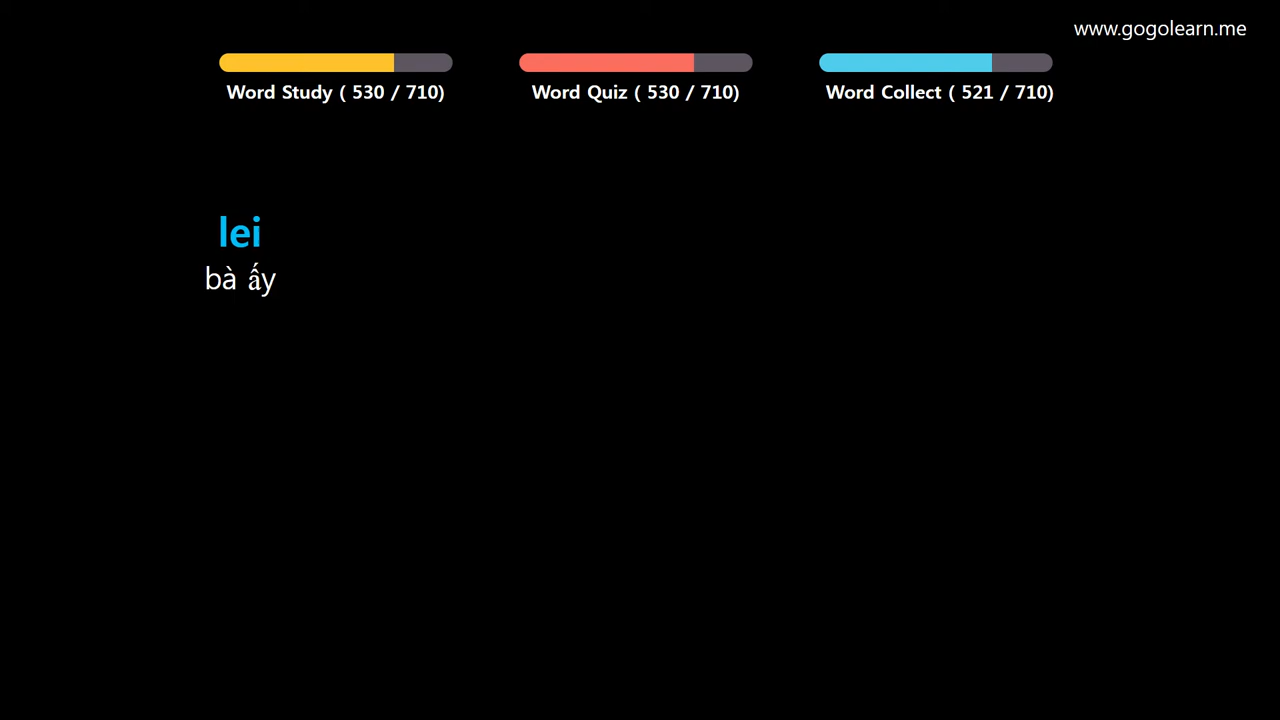 www.gogolearn.me
Word Study ( 530 / 710)
Word Quiz ( 530 / 710)
Word Collect ( 521 / 710)
lei
bà ấy